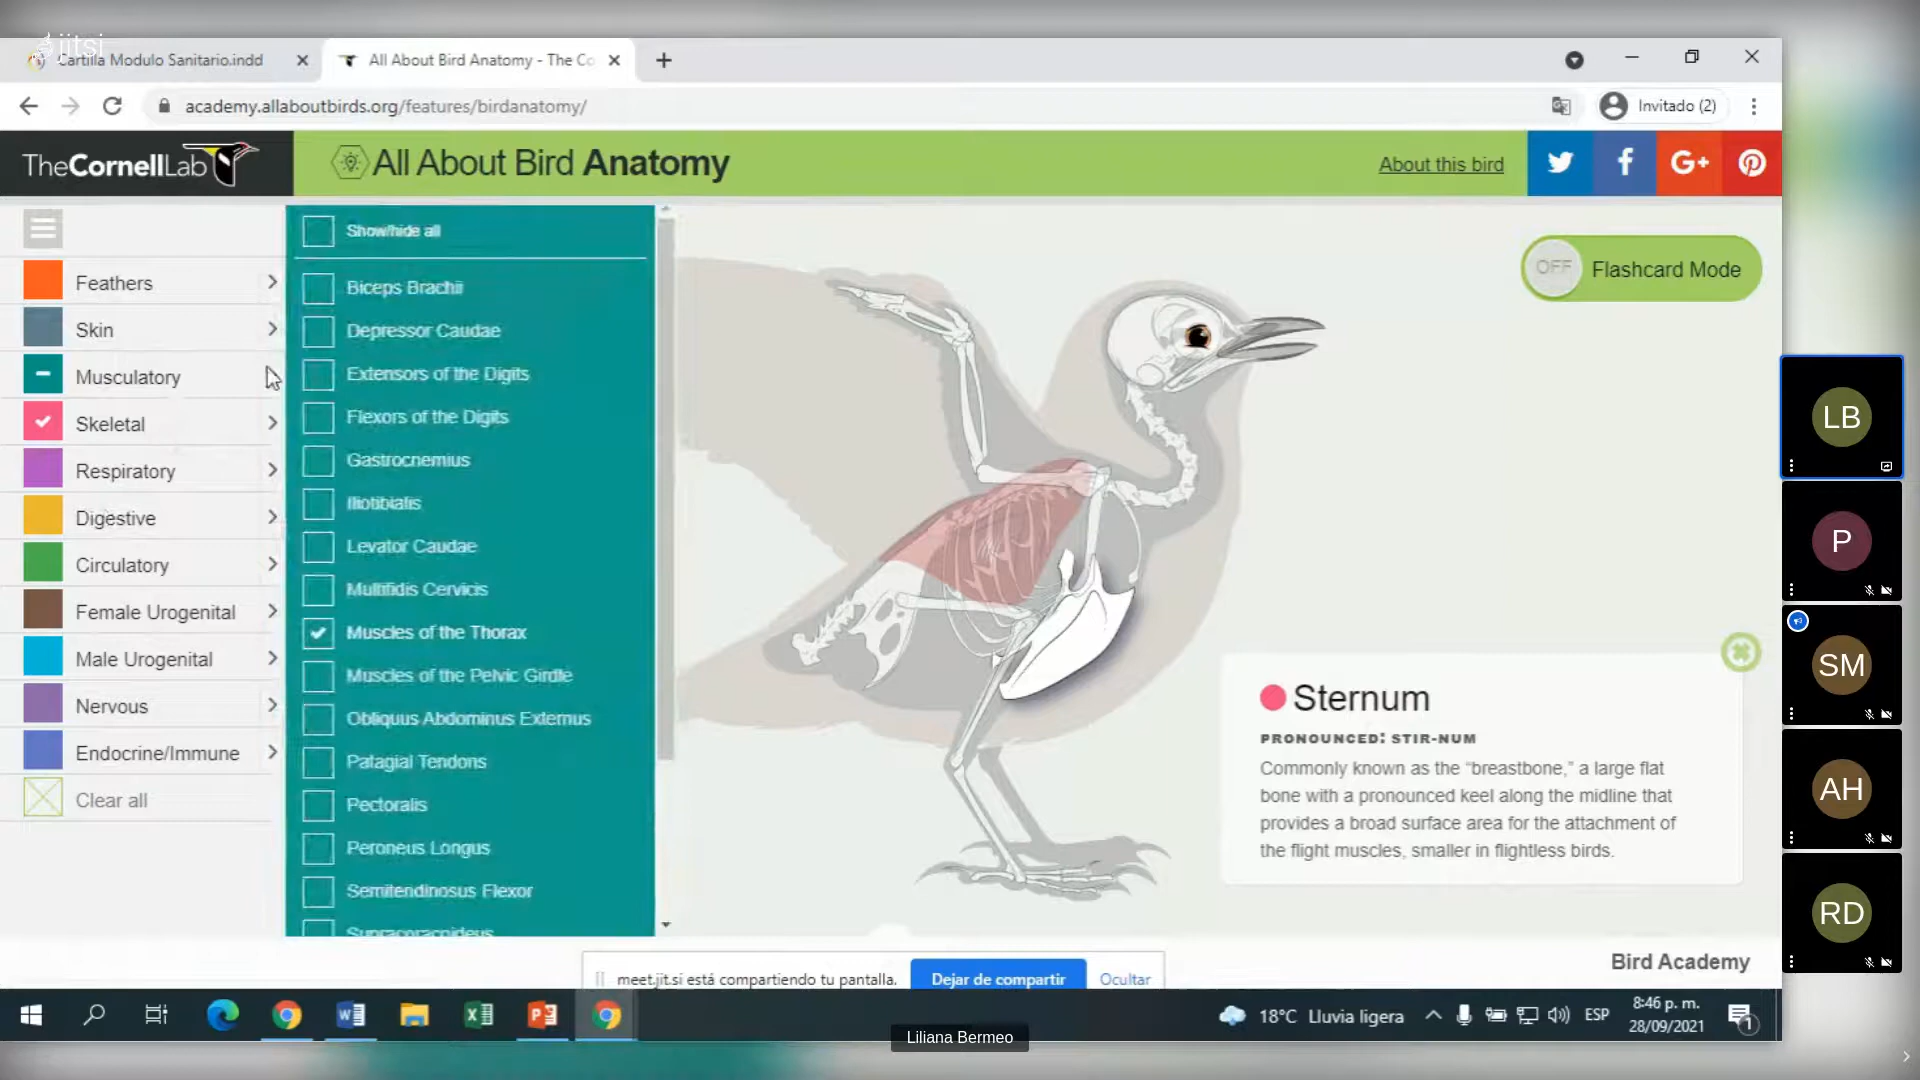 jitsi
Cartilla Modulo Sanitario.indd
All About Bird Anatomy - The Co
academy.allaboutbirds.org/features/birdanatomy/
Invitado (2)
TheCornellLab
All About Bird Anatomy
About this bird
G+
Show/hide all
OFF
Flashcard Mode
Feathers
Skin
Musculatory
Skeletal
Respiratory
Digestive
Circulatory
Female Urogenital
Male Urogenital
Nervous
Endocrine/Immune
Clear all
Biceps Brachii
Depressor Caudae
Extensors of the Digits
Flexors of the Digits
Gastrocnemius
Iliotibialis
Levator Caudae
Multifidis Cervicis
Muscles of the Thorax
Muscles of the Pelvic Girdle
Obliquus Abdominus Externus
Patagial Tendons
Pectoralis
Peroneus Longus
Semitendinosus Flexor
Supracoracoideus
Sternum
PRONOUNCED: STIR-NUM
Commonly known as the “breastbone,” a large flat
bone with a pronounced keel along the midline that
provides a broad surface area for the attachment of
the flight muscles, smaller in flightless birds.
Bird Academy
LB
P
SM
AH
RD
meet.jit.si está compartiendo tu pantalla.
Dejar de compartir
Ocultar
18°C Lluvia ligera
ESP
8:46 p. m.
28/09/2021
1
Liliana Bermeo